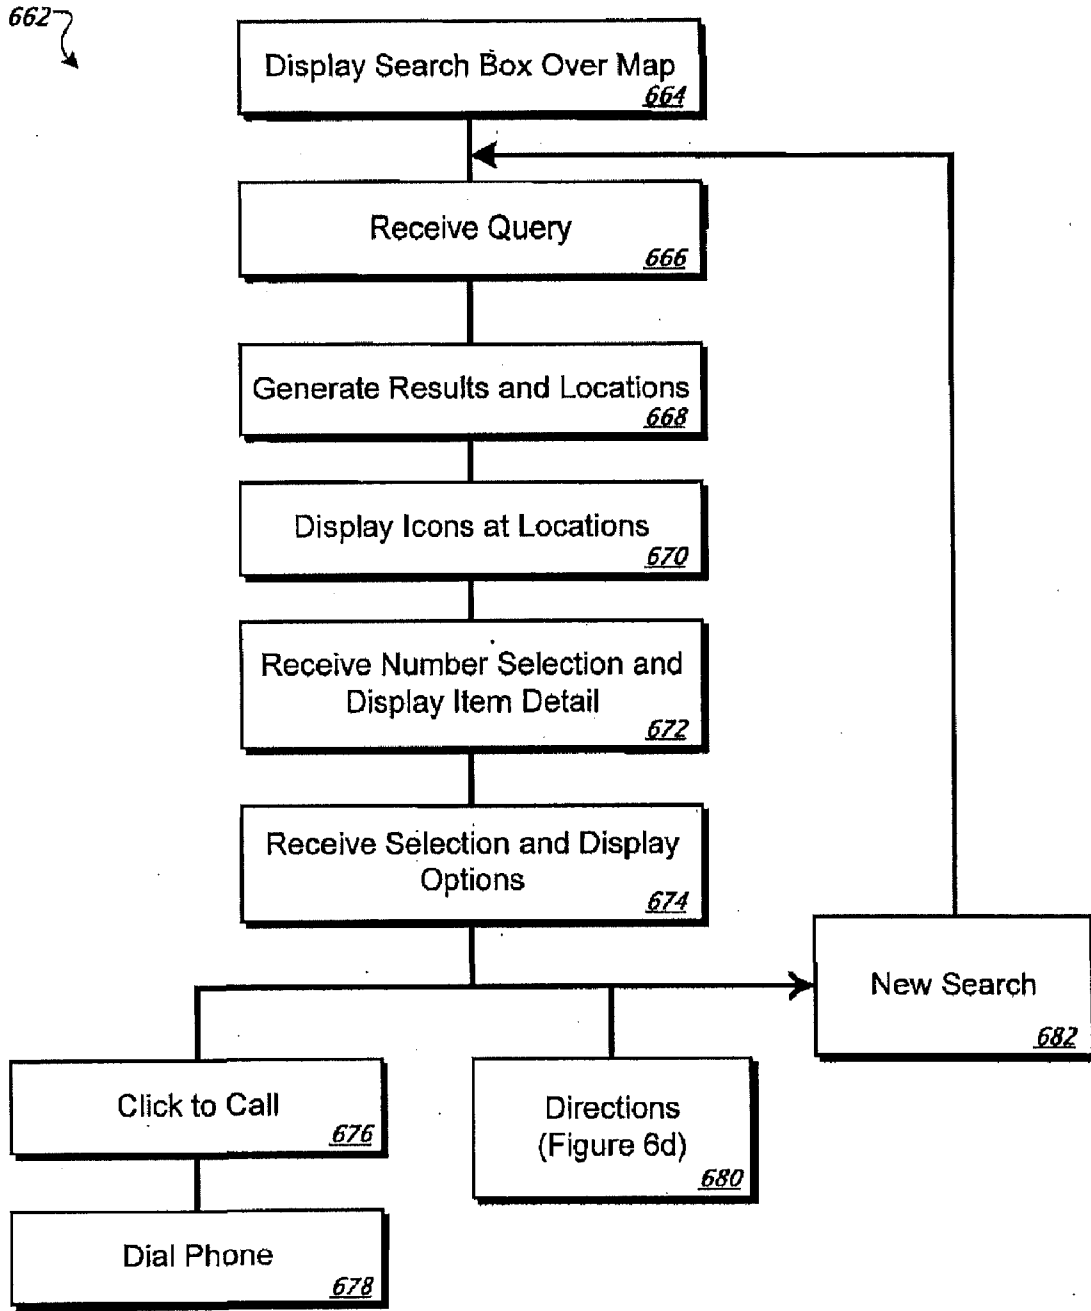 662
Display Search Box Over Map
664
Receive Query
666
Generate Results and Locations
668
Display Icons at Locations
670
Receive Number Selection and
Display Item Detail
672
Receive Selection and Display
Options
674
New Search
682
Click to Call
676
Directions
(Figure 6d)
680
Dial Phone
678